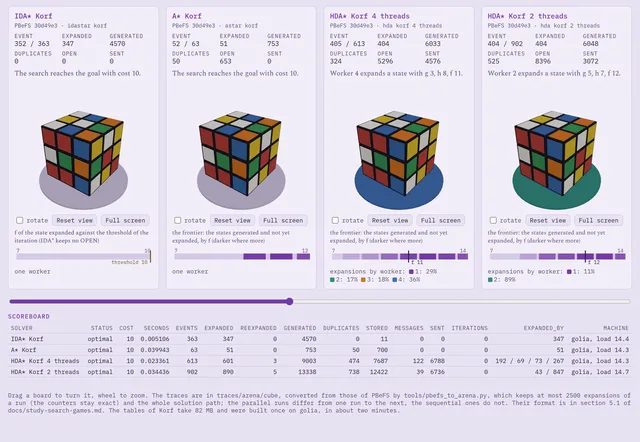 IDA* Korf
PBeFS 30d49e3 · idastar korf
EVENT EXPANDED GENERATED
352 / 363 347 4570
DUPLICATES OPEN SENT
0 0 0
The search reaches the goal with cost 10.
rotate Reset view Full screen
f of the state expanded against the threshold of the
iteration (IDA* keeps no OPEN)
7 10
threshold 10
one worker
A* Korf
PBeFS 30d49e3 · astar korf
EVENT EXPANDED GENERATED
52 / 63 51 753
DUPLICATES OPEN SENT
50 653 0
The search reaches the goal with cost 10.
rotate Reset view Full screen
the frontier: the states generated and not yet
expanded, by f (darker where more)
7 12
one worker
HDA* Korf 4 threads
PBeFS 30d49e3 · hda korf 4 threads
EVENT EXPANDED GENERATED
405 / 613 404 6033
DUPLICATES OPEN SENT
324 5296 4576
Worker 4 expands a state with g 3, h 8, f 11.
rotate Reset view Full screen
the frontier: the states generated and not yet
expanded, by f (darker where more)
7 14
f 11
expansions by worker: 1: 29%
2: 17% 3: 18% 4: 36%
HDA* Korf 2 threads
PBeFS 30d49e3 · hda korf 2 threads
EVENT EXPANDED GENERATED
404 / 902 404 6048
DUPLICATES OPEN SENT
525 8396 3072
Worker 2 expands a state with g 5, h 7, f 12.
rotate Reset view Full screen
the frontier: the states generated and not yet
expanded, by f (darker where more)
7 14
f 12
expansions by worker: 1: 11%
2: 89%
SCOREBOARD
SOLVER STATUS COST SECONDS EVENTS EXPANDED REEXPANDED GENERATED DUPLICATES STORED MESSAGES SENT ITERATIONS EXPANDED_BY MACHINE
IDA* Korf optimal 10 0.005106 363 347 0 4570 0 11 0 0 0 347 golia, load 14.4
A* Korf optimal 10 0.039943 63 51 0 753 50 700 0 0 0 51 golia, load 14.4
HDA* Korf 4 threads optimal 10 0.023361 613 601 3 9003 474 7687 122 6788 0 192 / 69 / 73 / 267 golia, load 14.3
HDA* Korf 2 threads optimal 10 0.034436 902 890 5 13338 738 12422 39 6736 0 43 / 847 golia, load 14.7
Drag a board to turn it, wheel to zoom. The traces are in traces/arena/cube, converted from those of PBeFS by tools/pbefs_to_arena.py, which keeps at most 2500 expansions of
a run (the counters stay exact) and the whole solution path; the parallel runs differ from one run to the next, the sequential ones do not. Their format is in section 5.1 of
docs/study-search-games.md. The tables of Korf take 82 MB and were built once on golia, in about two minutes.